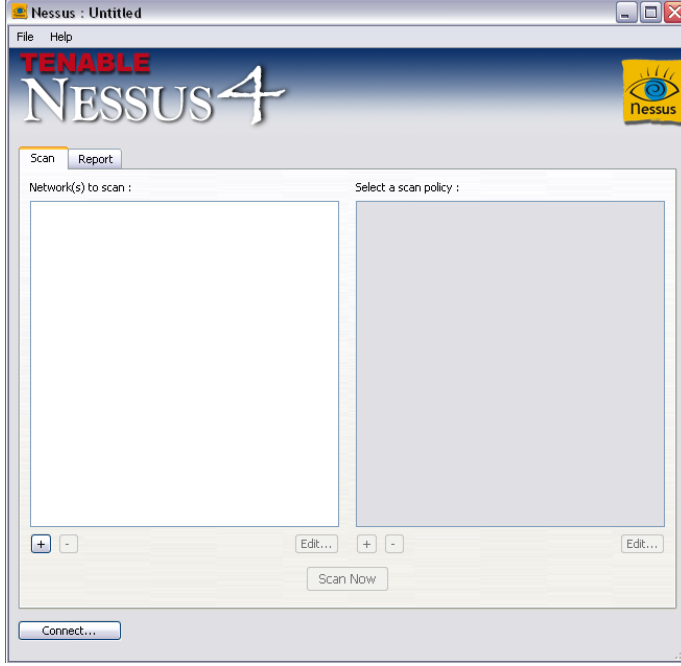 Nessus : Untitled
File Help
TENABLE
NESSUS 4
Nessus
Scan Report
Network(s) to scan : Select a scan policy :
+ - Edit... + - Edit...
Scan Now
Connect...